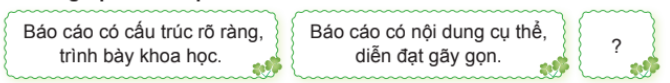 Báo cáo có cấu trúc rõ ràng,
trình bày khoa học.
Báo cáo có nội dung cụ thể,
diễn đạt gãy gọn.
?